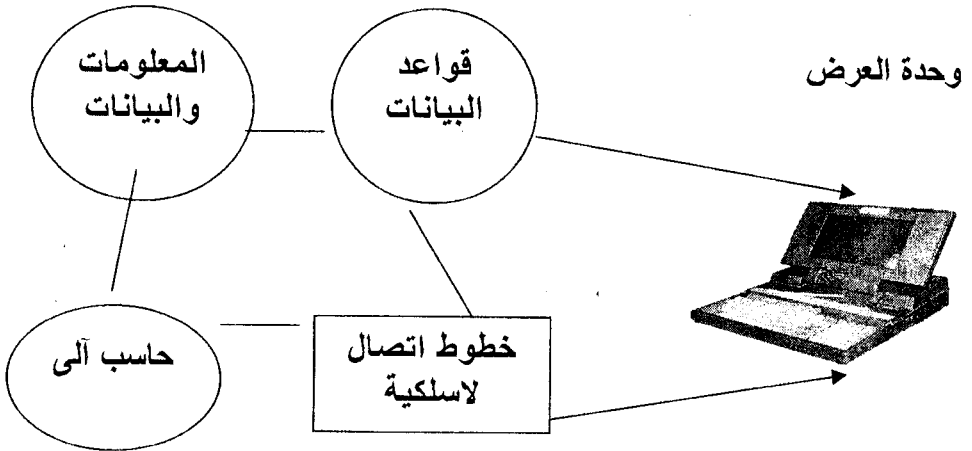 وحدة العرض
قواعد
البيانات
المعلومات
والبيانات
خطوط اتصال
لاسلكية
حاسب آلى